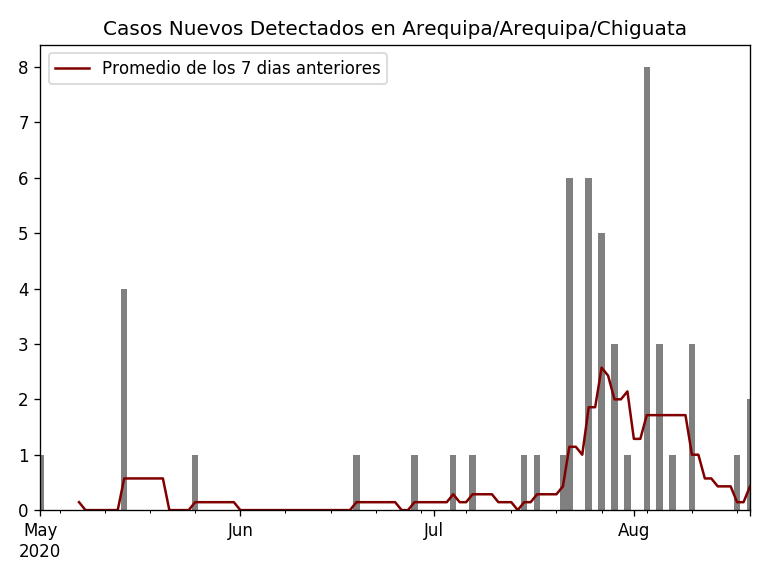 Casos Nuevos Detectados en Arequipa/Arequipa/Chiguata
Promedio de los 7 dias anteriores
8
7
6
5
4
3
2
1
0
May
2020
Jun
Jul
Aug